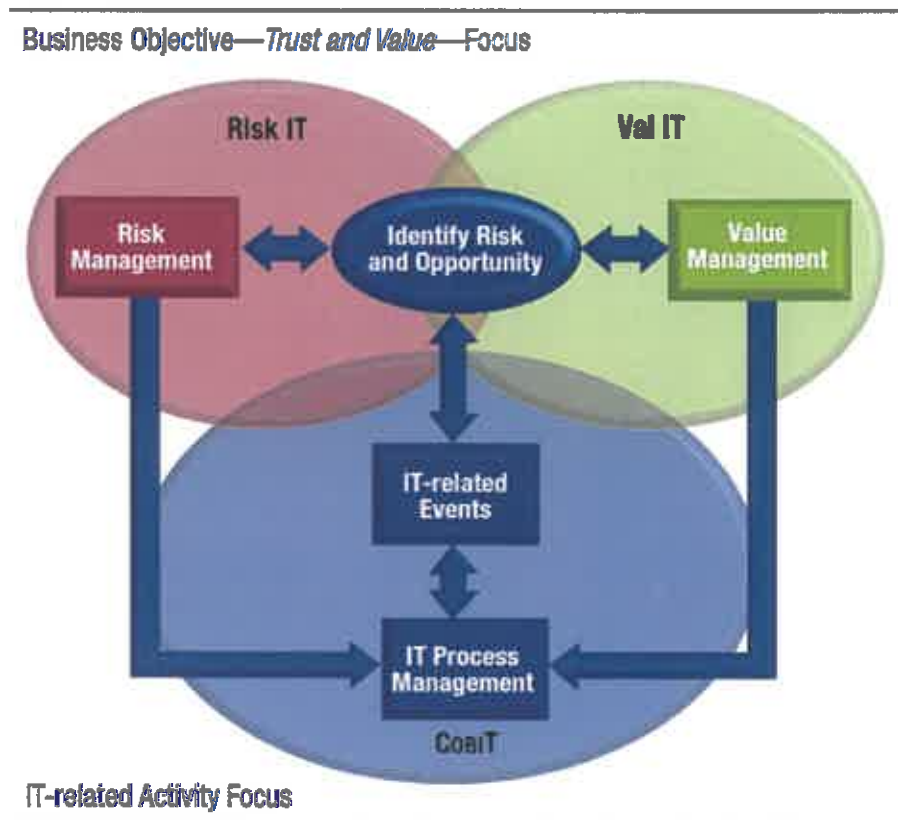 Business Objective—Trust and Value—Focus
Risk IT
Val IT
Risk
Management
Identify Risk
and Opportunity
Value
Management
IT-related
Events
IT Process
Management
COBIT
IT-related Activity Focus